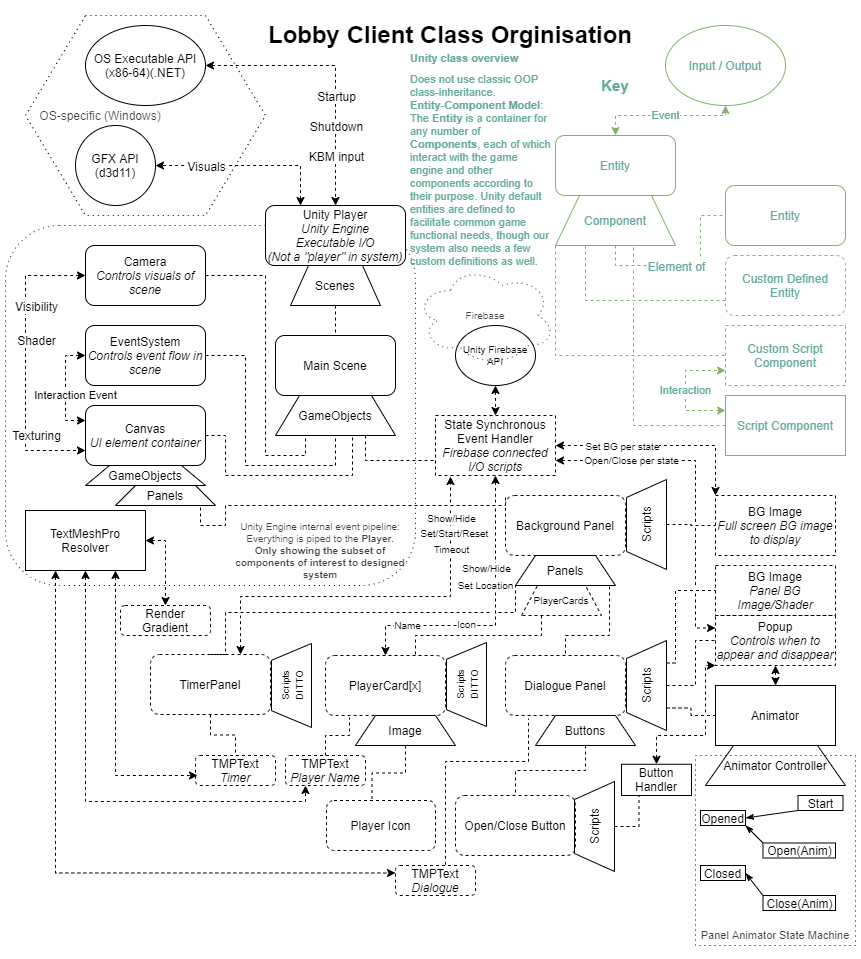 Lobby Client Class Orginisation
OS Executable API
(x86-64)(.NET)
OS-specific (Windows)
GFX API
(d3d11)
Startup
Shutdown
KBM input
Visuals
Unity class overview
Does not use classic OOP
class-inheritance.
Entity-Component Model:
The Entity is a container for
any number of
Components, each of which
interact with the game
engine and other
components according to
their purpose. Unity default
entities are defined to
facilitate common game
functional needs, though our
system also needs a few
custom definitions as well.
Key
Input / Output
Event
Entity
Component
Element of
Entity
Custom Defined
Entity
Custom Script
Component
Interaction
Script Component
Unity Player
Unity Engine
Executable I/O
(Not a "player" in system)
Scenes
Main Scene
GameObjects
Camera
Controls visuals of
scene
Visibility
Shader
EventSystem
Controls event flow in
scene
Interaction Event
Texturing
Canvas
UI element container
GameObjects
Panels
TextMeshPro
Resolver
Unity Engine internal event pipeline:
Everything is piped to the Player.
Only showing the subset of
components of interest to designed
system
Render
Gradient
Firebase
Unity Firebase
API
State Synchronous
Event Handler
Firebase connected
I/O scripts
Set BG per state
Open/Close per state
Show/Hide
Set/Start/Reset
Timeout
Show/Hide
Set Location
Background Panel
Scripts
Panels
PlayerCards
BG Image
Full screen BG image
to display
BG Image
Panel BG
Image/Shader
Popup
Controls when to
appear and disappear
Name
Icon
TimerPanel
Scripts
DITTO
PlayerCard[x]
Scripts
DITTO
Image
Dialogue Panel
Scripts
Buttons
Animator
Animator Controller
TMPText
Timer
TMPText
Player Name
Player Icon
Open/Close Button
Scripts
Button
Handler
TMPText
Dialogue
Start
Opened
Open(Anim)
Closed
Close(Anim)
Panel Animator State Machine